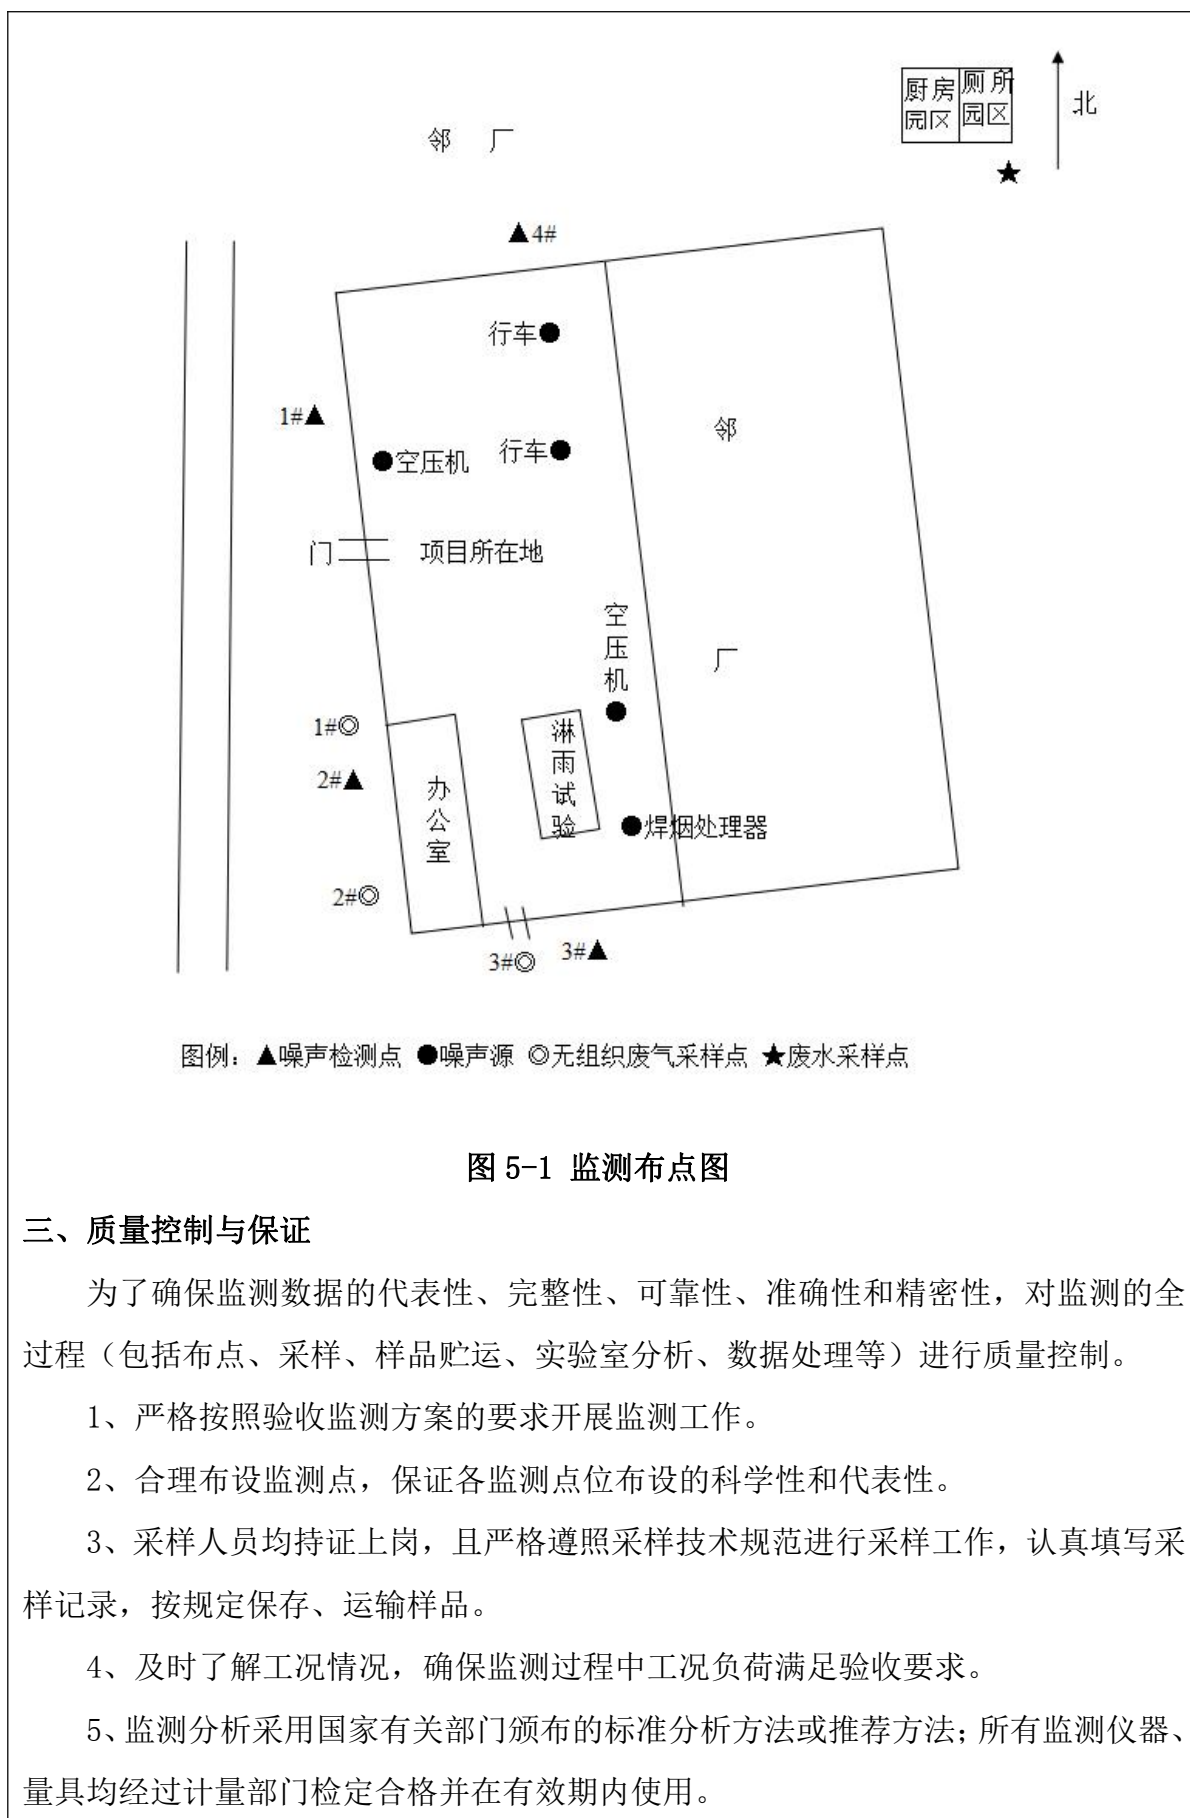 厨房 厕所
园区 园区
北
邻 厂
▲4#
行车●
1#▲
邻
●空压机 行车●
门 项目所在地
空
压
机
厂
1#◎
淋
雨
试
验
2#▲
办
公
室
●焊烟处理器
2#◎
3#◎ 3#▲
图例：▲噪声检测点 ●噪声源 ◎无组织废气采样点 ★废水采样点
图 5-1 监测布点图
三、质量控制与保证
为了确保监测数据的代表性、完整性、可靠性、准确性和精密性，对监测的全
过程（包括布点、采样、样品贮运、实验室分析、数据处理等）进行质量控制。
1、严格按照验收监测方案的要求开展监测工作。
2、合理布设监测点，保证各监测点位布设的科学性和代表性。
3、采样人员均持证上岗，且严格遵照采样技术规范进行采样工作，认真填写采
样记录，按规定保存、运输样品。
4、及时了解工况情况，确保监测过程中工况负荷满足验收要求。
5、监测分析采用国家有关部门颁布的标准分析方法或推荐方法；所有监测仪器、
量具均经过计量部门检定合格并在有效期内使用。